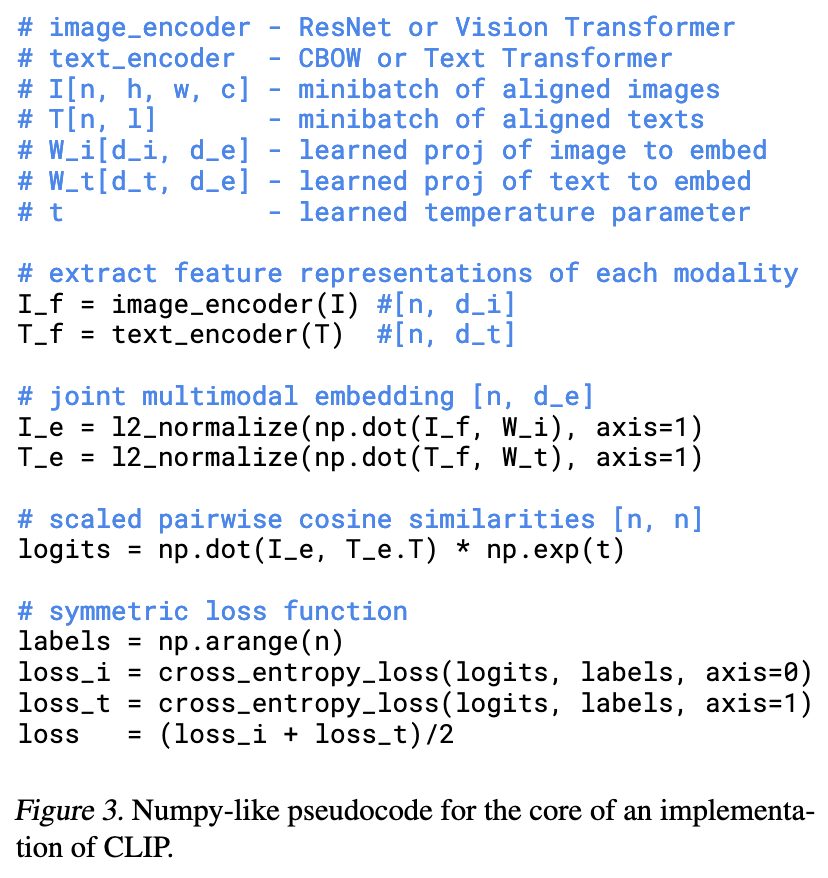 # image_encoder - ResNet or Vision Transformer
# text_encoder  - CBOW or Text Transformer
# I[n, h, w, c] - minibatch of aligned images
# T[n, l]       - minibatch of aligned texts
# W_i[d_i, d_e] - learned proj of image to embed
# W_t[d_t, d_e] - learned proj of text to embed
# t             - learned temperature parameter
# extract feature representations of each modality
I_f = image_encoder(I) #[n, d_i]
T_f = text_encoder(T)  #[n, d_t]
# joint multimodal embedding [n, d_e]
I_e = l2_normalize(np.dot(I_f, W_i), axis=1)
T_e = l2_normalize(np.dot(T_f, W_t), axis=1)
# scaled pairwise cosine similarities [n, n]
logits = np.dot(I_e, T_e.T) * np.exp(t)
# symmetric loss function
labels = np.arange(n)
loss_i = cross_entropy_loss(logits, labels, axis=0)
loss_t = cross_entropy_loss(logits, labels, axis=1)
loss   = (loss_i + loss_t)/2
Figure 3. Numpy-like pseudocode for the core of an implementa-
tion of CLIP.